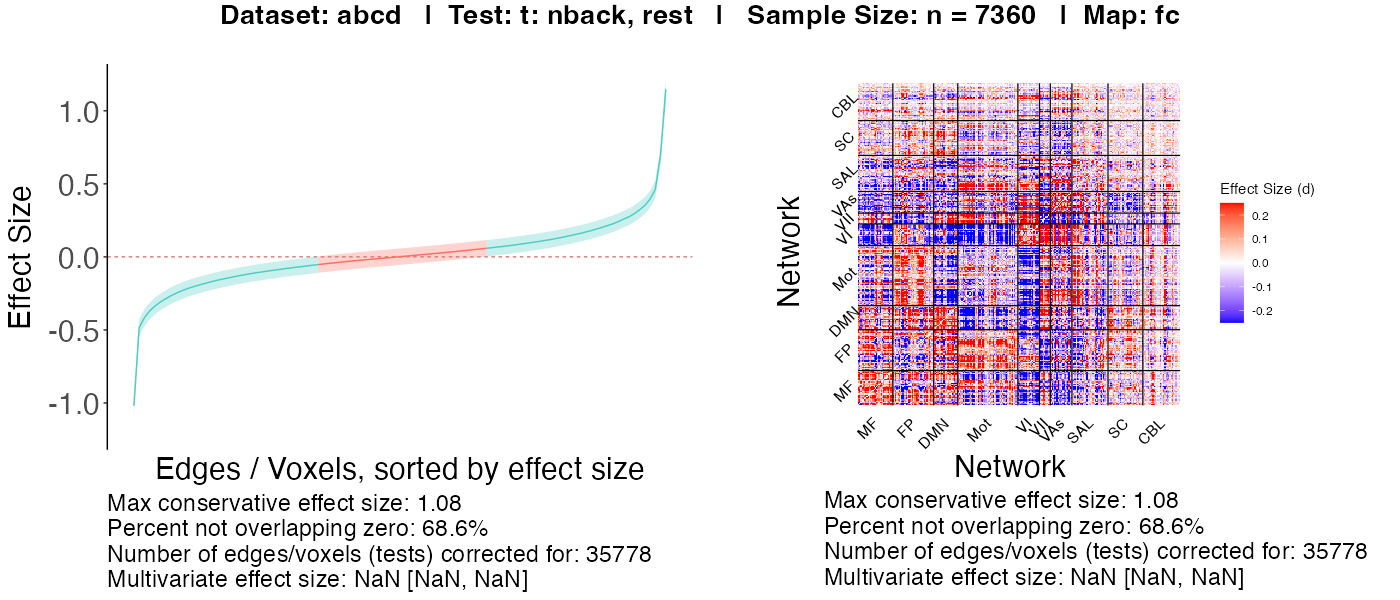 Dataset: abcd | Test: t: nback, rest | Sample Size: n = 7360 | Map: fc
Effect Size
1.0
0.5
0.0
-0.5
-1.0
Edges / Voxels, sorted by effect size
Max conservative effect size: 1.08
Percent not overlapping zero: 68.6%
Number of edges/voxels (tests) corrected for: 35778
Multivariate effect size: NaN [NaN, NaN]
Network
CBL
SC
SAL
VAs
VII
VI
Mot
DMN
FP
MF
MF
FP
DMN
Mot
VI
VII
VAs
SAL
SC
CBL
Network
Effect Size (d)
0.2
0.1
0.0
-0.1
-0.2
Max conservative effect size: 1.08
Percent not overlapping zero: 68.6%
Number of edges/voxels (tests) corrected for: 35778
Multivariate effect size: NaN [NaN, NaN]